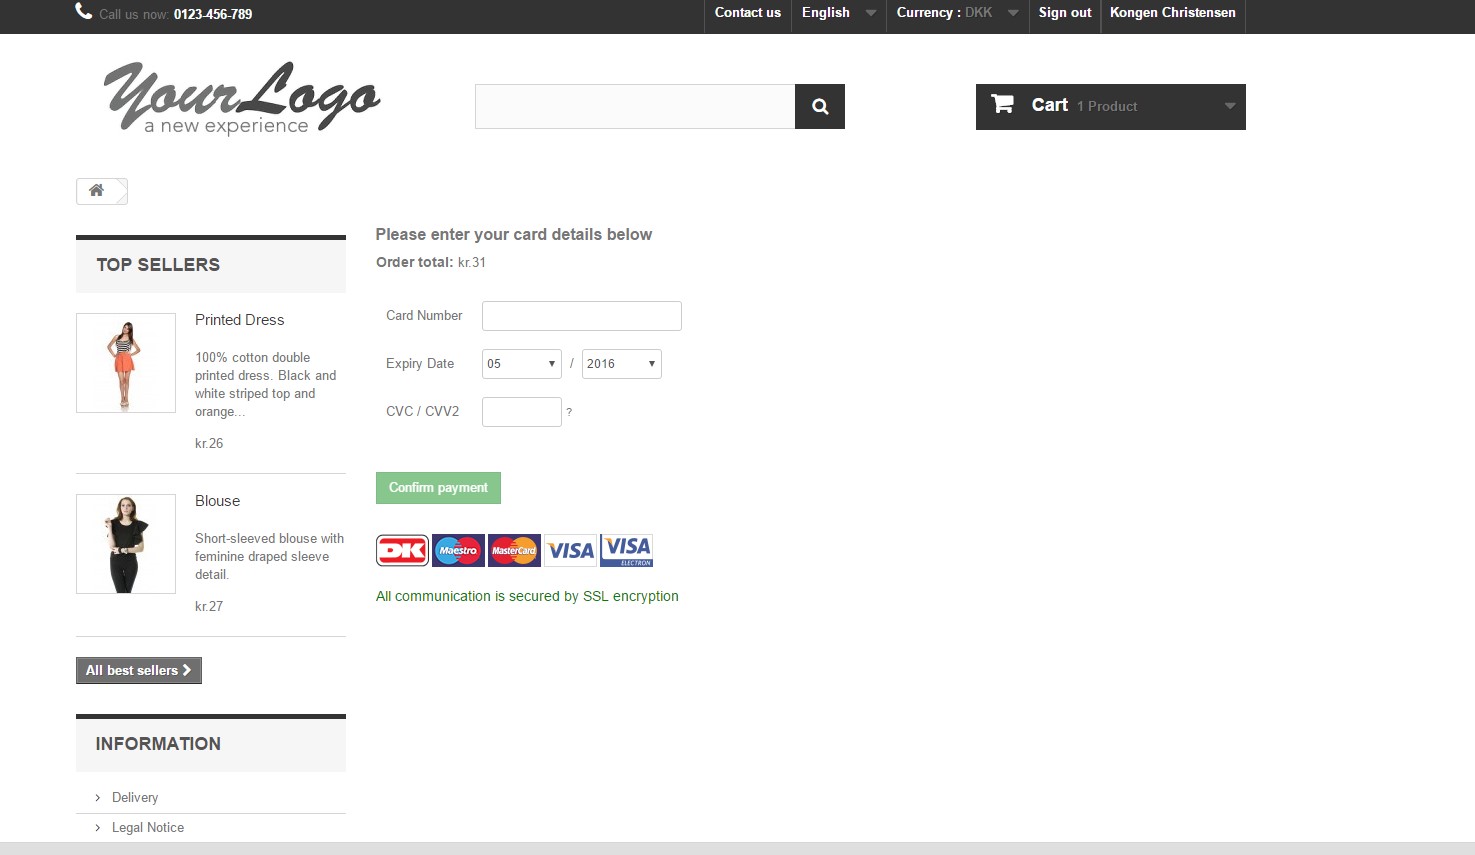 Call us now: 0123-456-789
Contact us
English
Currency : DKK
Sign out
Kongen Christensen
YourLogo
a new experience
Cart 1 Product
TOP SELLERS
Printed Dress
100% cotton double
printed dress. Black and
white striped top and
orange...
kr.26
Blouse
Short-sleeved blouse with
feminine draped sleeve
detail.
kr.27
All best sellers
INFORMATION
Delivery
Legal Notice
Please enter your card details below
Order total: kr.31
Card Number
Expiry Date 05 / 2016
CVC / CVV2 ?
Confirm payment
DK Maestro MasterCard VISA VISA ELECTRON
All communication is secured by SSL encryption